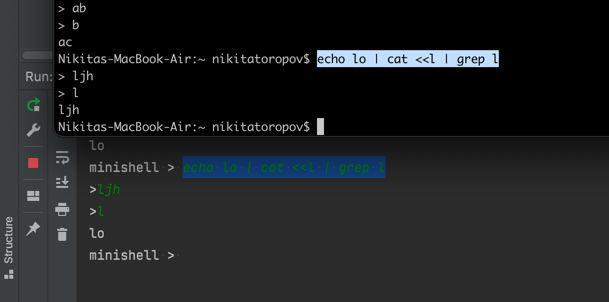 > ab
> b
ac
Nikitas-MacBook-Air:~ nikitatoropov$ echo lo | cat <<l | grep l
> ljh
> l
ljh
Nikitas-MacBook-Air:~ nikitatoropov$
Run:
lo
minishell > echo lo | cat <<l | grep l
>ljh
>l
lo
minishell >
Structure